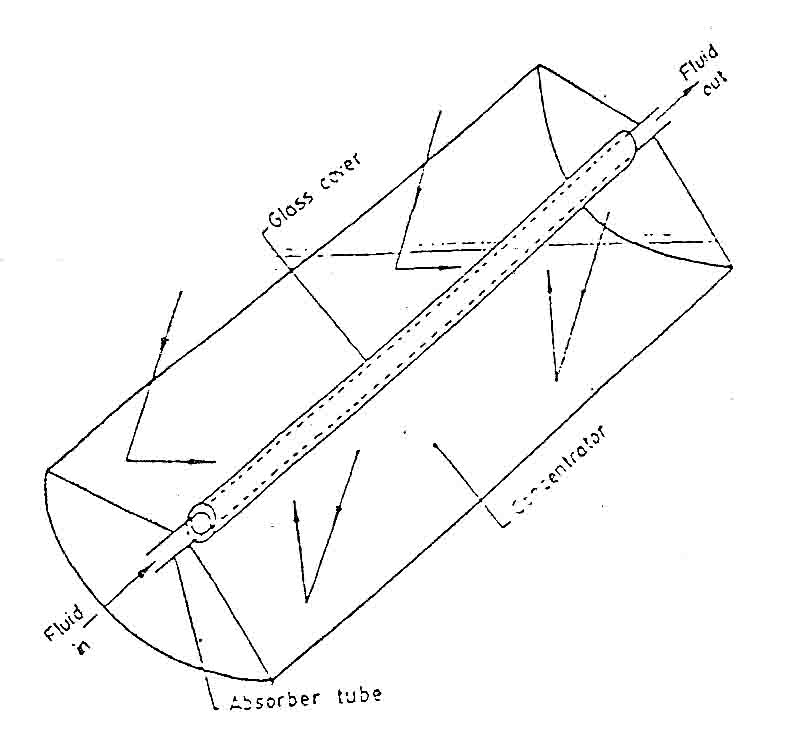 Fluid
out
Glass cover
Concentrator
Fluid
in
Absorber tube